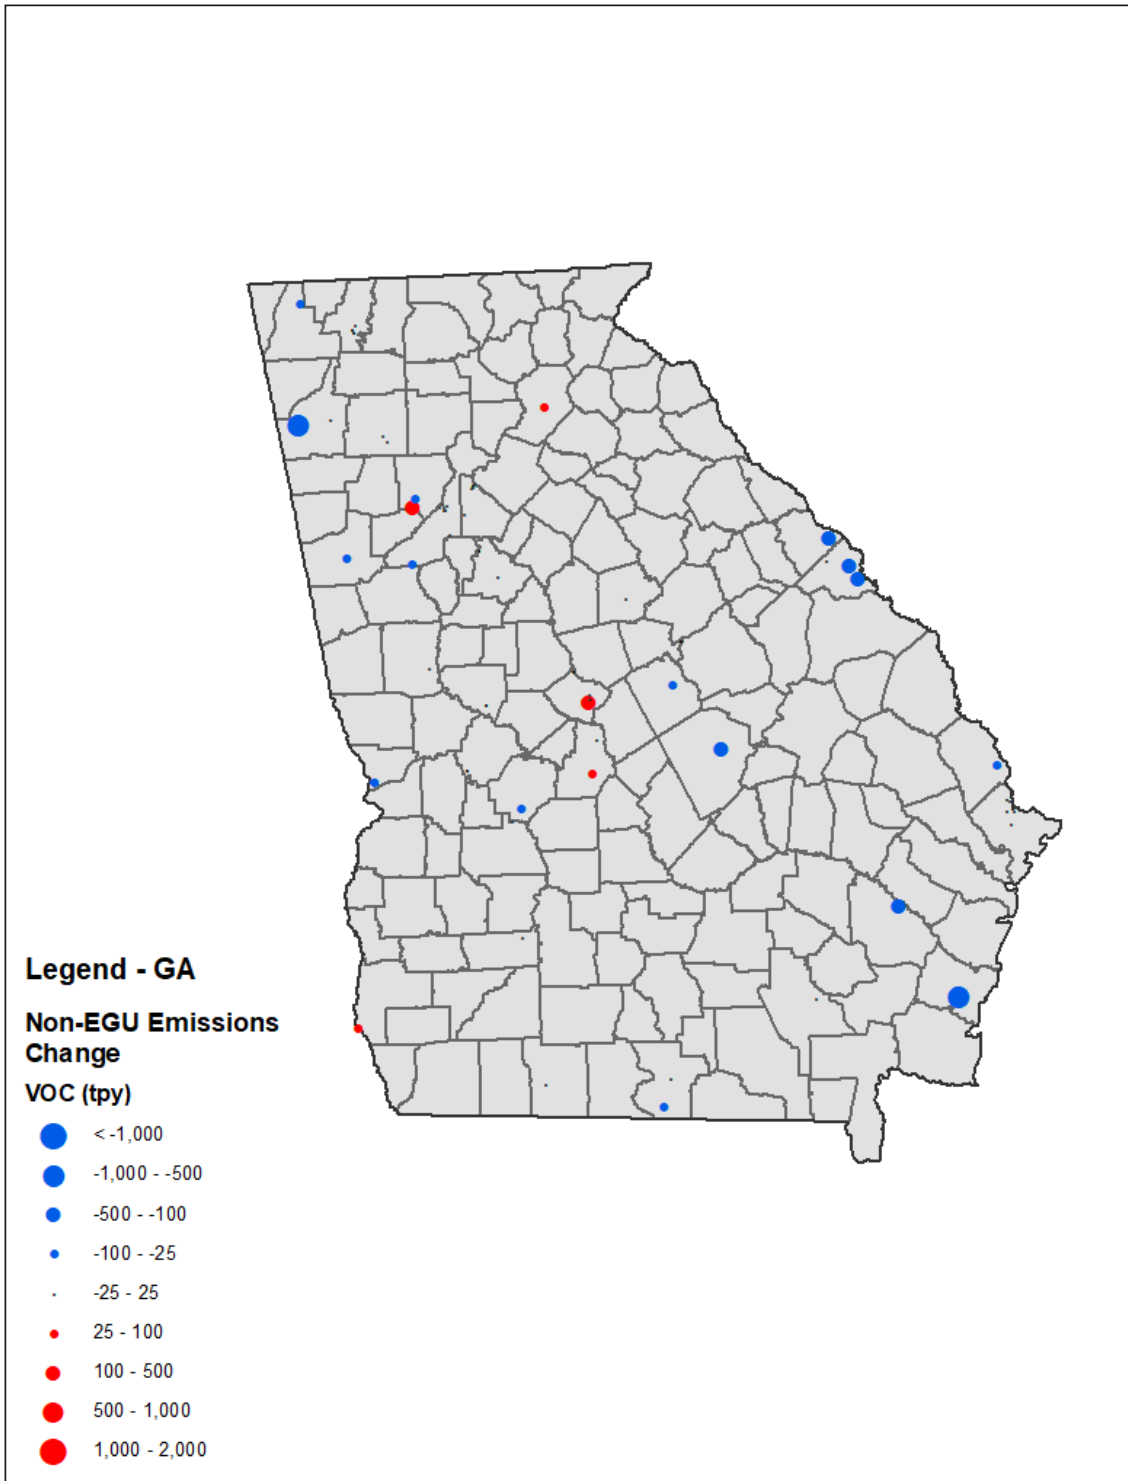 Legend - GA
Non-EGU Emissions
Change
VOC (tpy)
< -1,000
-1,000 - -500
-500 - -100
-100 - -25
-25 - 25
25 - 100
100 - 500
500 - 1,000
1,000 - 2,000